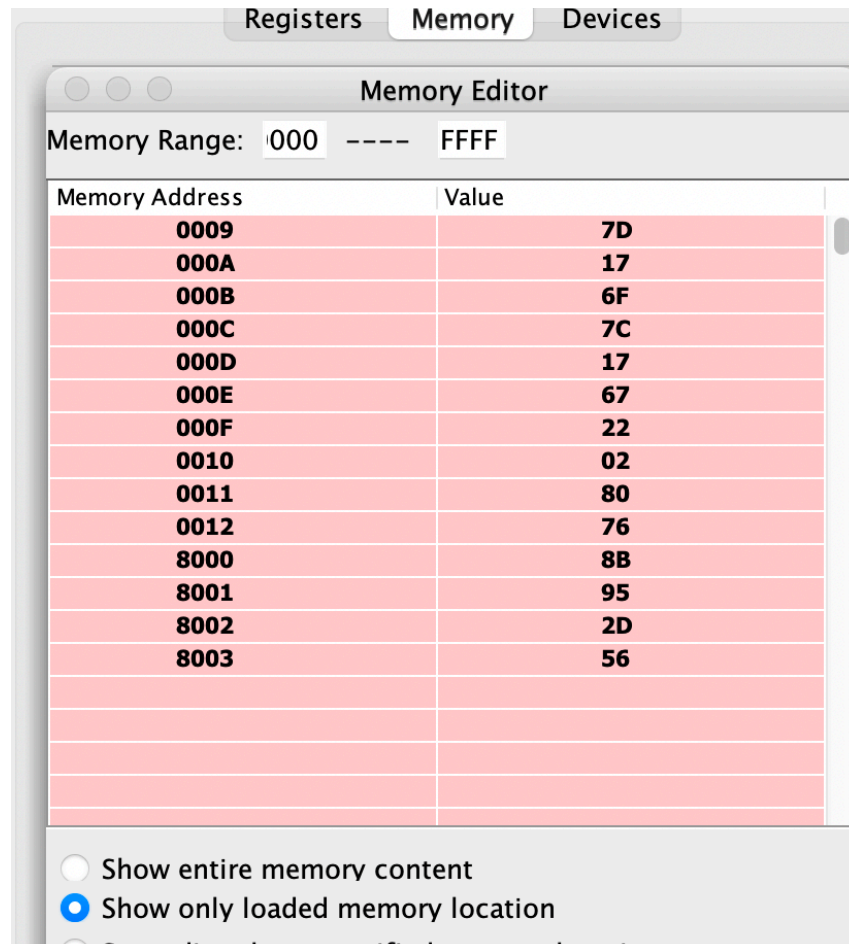 Registers Memory Devices
Memory Editor
Memory Range: 000 ---- FFFF
Memory Address Value
0009 7D
000A 17
000B 6F
000C 7C
000D 17
000E 67
000F 22
0010 02
0011 80
0012 76
8000 8B
8001 95
8002 2D
8003 56
Show entire memory content
Show only loaded memory location